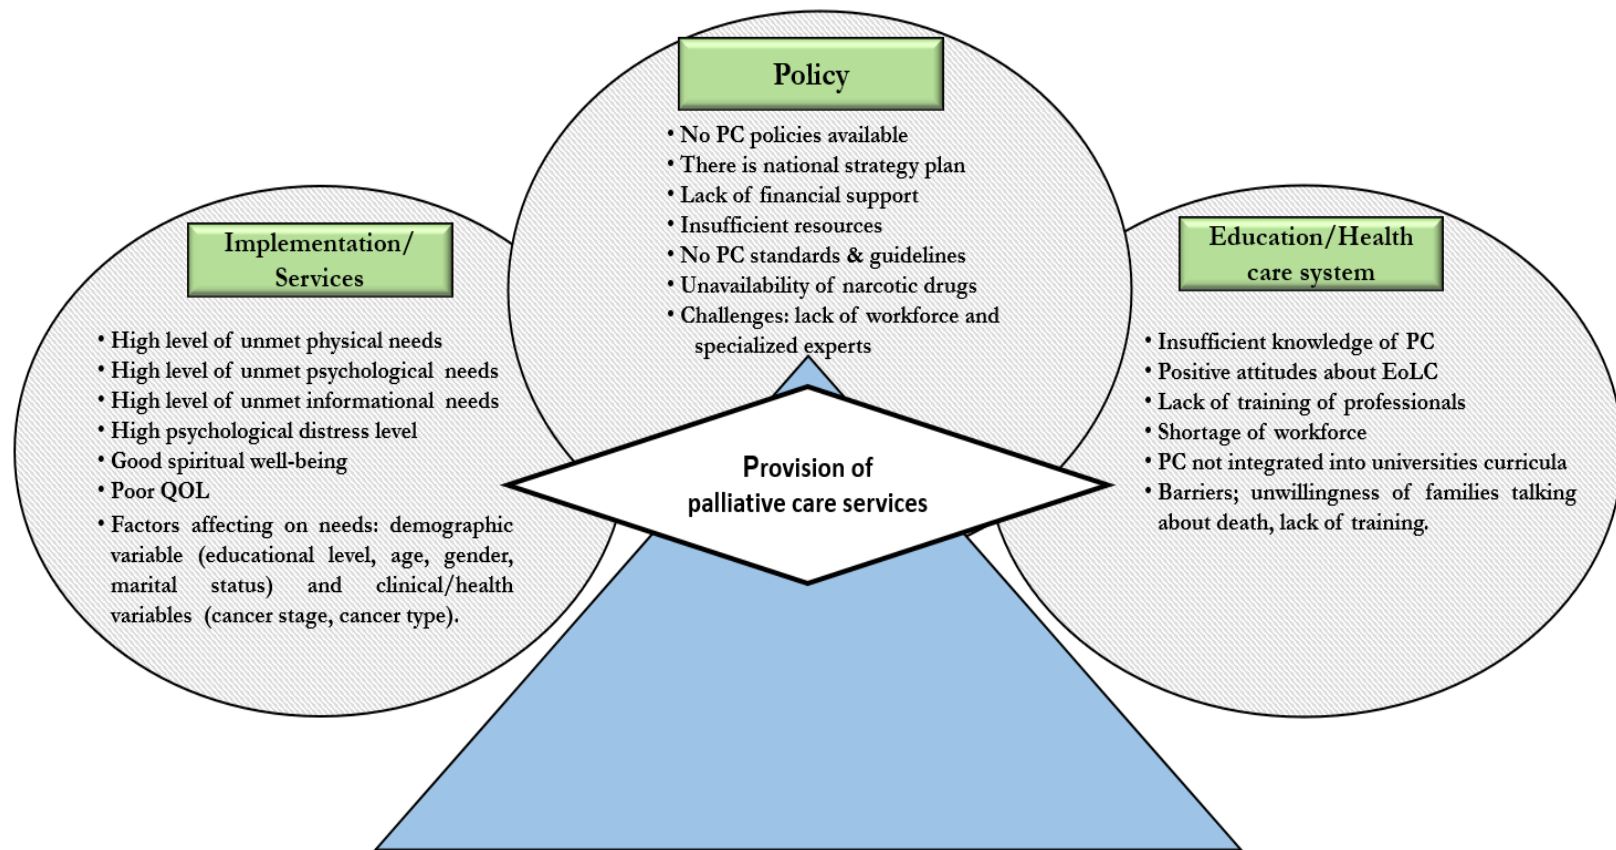 Policy
• No PC policies available
• There is national strategy plan
• Lack of financial support
• Insufficient resources
• No PC standards & guidelines
• Unavailability of narcotic drugs
• Challenges: lack of workforce and
specialized experts
Implementation/
Services
• High level of unmet physical needs
• High level of unmet psychological needs
• High level of unmet informational needs
• High psychological distress level
• Good spiritual well-being
• Poor QOL
• Factors affecting on needs: demographic
variable (educational level, age, gender,
marital status) and clinical/health
variables (cancer stage, cancer type).
Education/Health
care system
• Insufficient knowledge of PC
• Positive attitudes about EoLC
• Lack of training of professionals
• Shortage of workforce
• PC not integrated into universities curricula
• Barriers; unwillingness of families talking
about death, lack of training.
Provision of
palliative care services